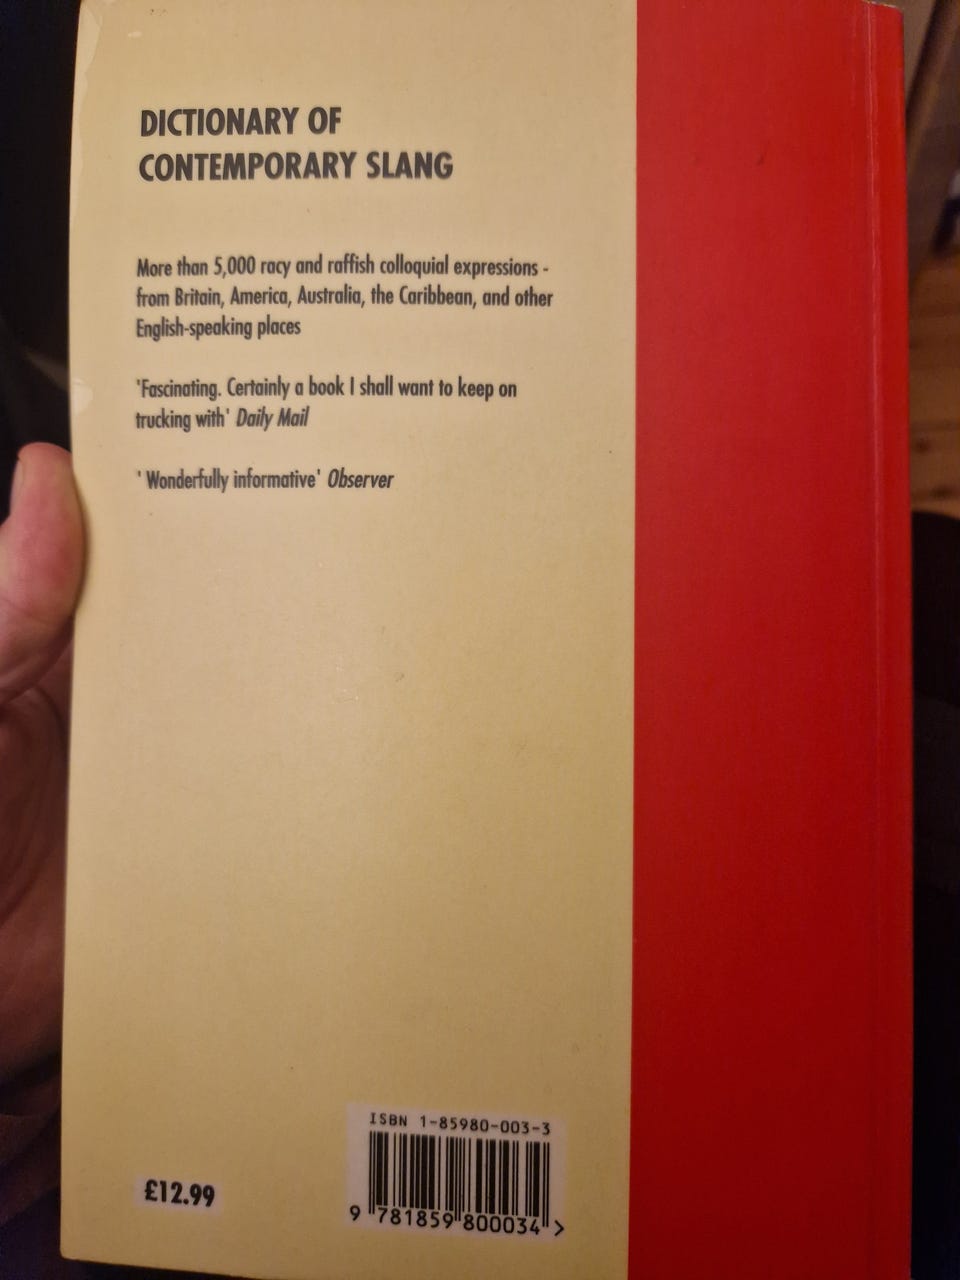 DICTIONARY OF
CONTEMPORARY SLANG
More than 5,000 racy and raffish colloquial expressions -
from Britain, America, Australia, the Caribbean, and other
English-speaking places
'Fascinating. Certainly a book I shall want to keep on
trucking with' Daily Mail
' Wonderfully informative' Observer
ISBN 1-85980-003-3
9 781859 800034 >
£12.99